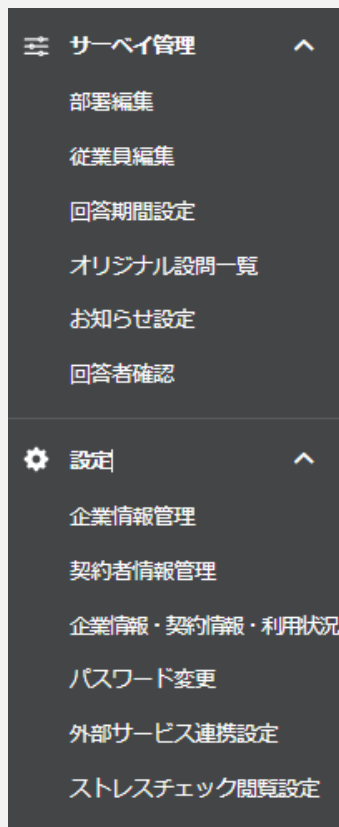 サーベイ管理
部署編集
従業員編集
回答期間設定
オリジナル設問一覧
お知らせ設定
回答者確認
設定
企業情報管理
契約者情報管理
企業情報・契約情報・利用状況
パスワード変更
外部サービス連携設定
ストレスチェック閲覧設定